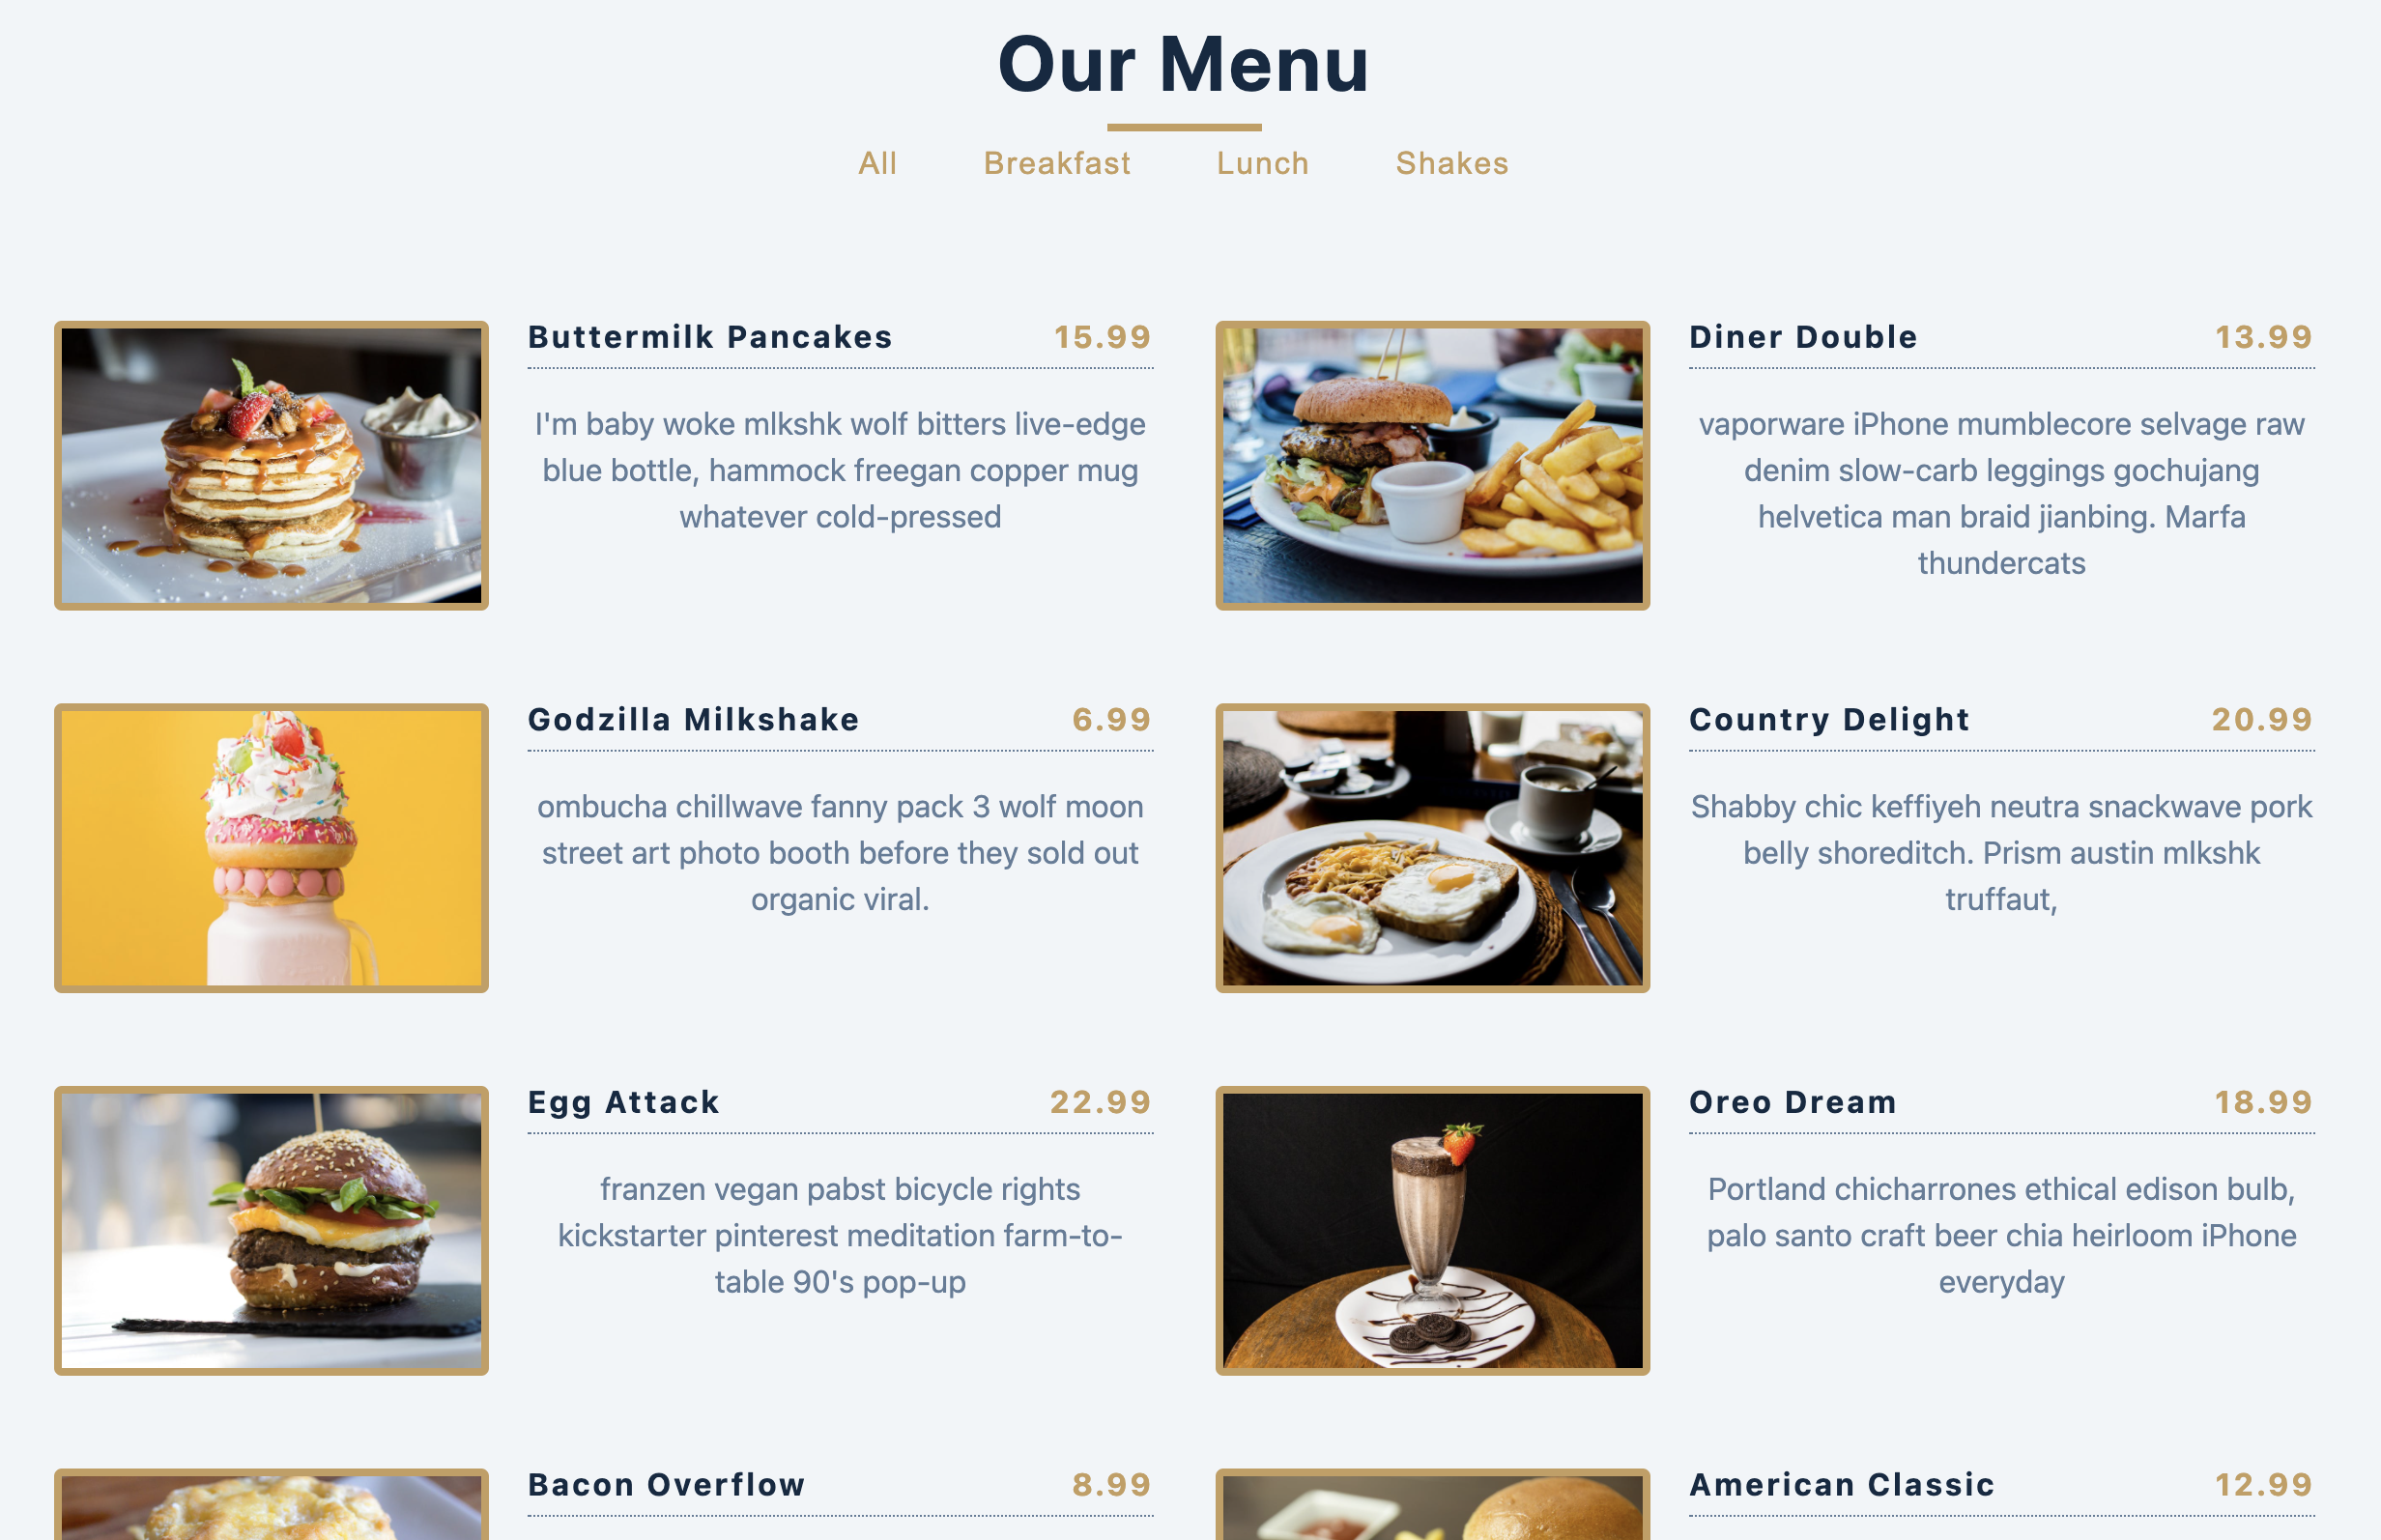 Our Menu
All Breakfast Lunch Shakes
Buttermilk Pancakes 15.99
I'm baby woke mlkshk wolf bitters live-edge
blue bottle, hammock freegan copper mug
whatever cold-pressed
Diner Double 13.99
vaporware iPhone mumblecore selvage raw
denim slow-carb leggings gochujang
helvetica man braid jianbing. Marfa
thundercats
Godzilla Milkshake 6.99
ombucha chillwave fanny pack 3 wolf moon
street art photo booth before they sold out
organic viral.
Country Delight 20.99
Shabby chic keffiyeh neutra snackwave pork
belly shoreditch. Prism austin mlkshk
truffaut,
Egg Attack 22.99
franzen vegan pabst bicycle rights
kickstarter pinterest meditation farm-to-
table 90's pop-up
Oreo Dream 18.99
Portland chicharrones ethical edison bulb,
palo santo craft beer chia heirloom iPhone
everyday
Bacon Overflow 8.99
American Classic 12.99